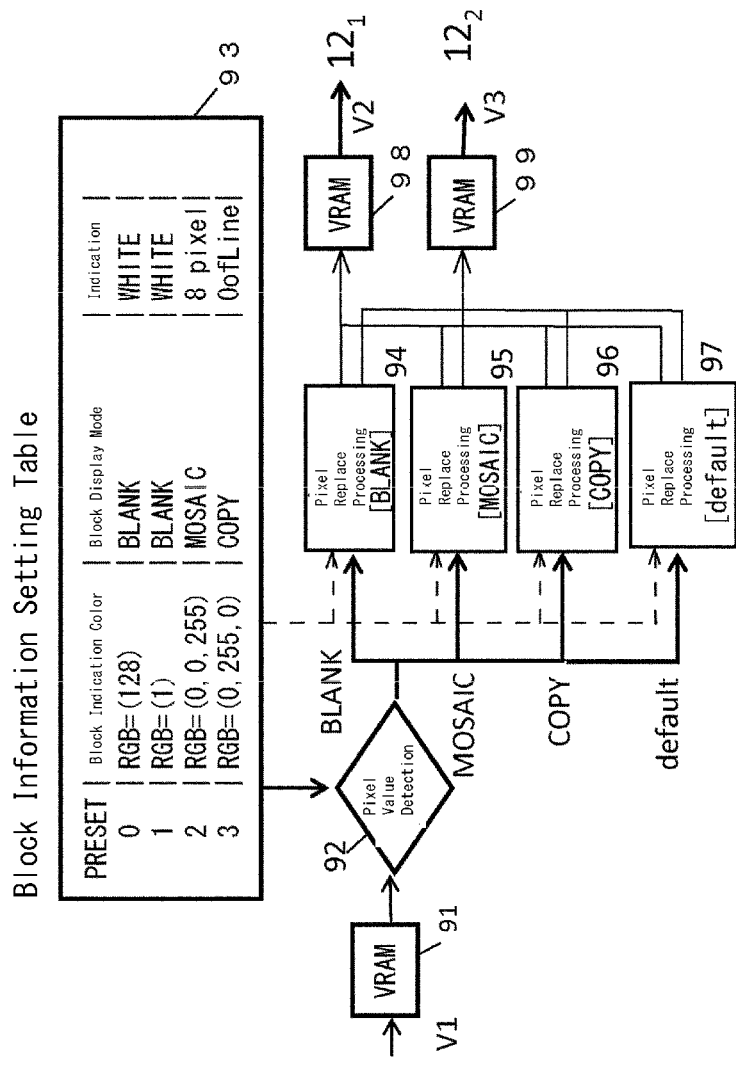 Block Information Setting Table
PRESET | Block Indication Color | Block Display Mode | Indication |
0 | RGB=(128) | BLANK | WHITE |
1 | RGB=(1) | BLANK | WHITE |
2 | RGB=(0,0,255) | MOSAIC | 8 pixel|
3 | RGB=(0,255,0) | COPY | 0ofLine|
93
V1
VRAM
91
92
Pixel
Value
Detection
BLANK
MOSAIC
COPY
default
Pixel
Replace
Processing
[BLANK]
94
Pixel
Replace
Processing
[MOSAIC]
95
Pixel
Replace
Processing
[COPY]
96
Pixel
Replace
Processing
[default]
97
VRAM
98
V2
12₁
VRAM
99
V3
12₂